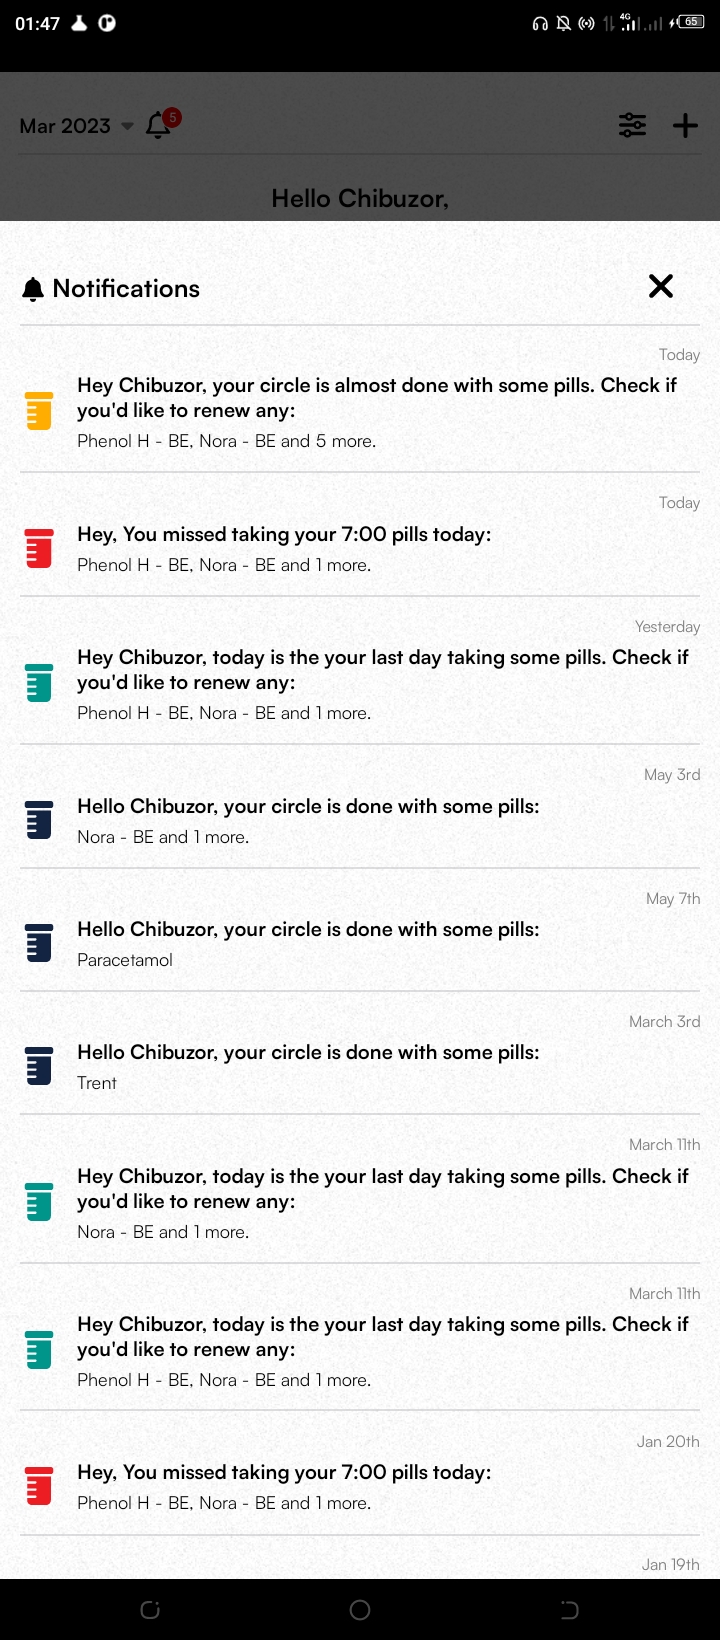 01:47
4G
65
Mar 2023
5
Hello Chibuzor,
Notifications
Today
Hey Chibuzor, your circle is almost done with some pills. Check if
you'd like to renew any:
Phenol H - BE, Nora - BE and 5 more.
Today
Hey, You missed taking your 7:00 pills today:
Phenol H - BE, Nora - BE and 1 more.
Yesterday
Hey Chibuzor, today is the your last day taking some pills. Check if
you'd like to renew any:
Phenol H - BE, Nora - BE and 1 more.
May 3rd
Hello Chibuzor, your circle is done with some pills:
Nora - BE and 1 more.
May 7th
Hello Chibuzor, your circle is done with some pills:
Paracetamol
March 3rd
Hello Chibuzor, your circle is done with some pills:
Trent
March 11th
Hey Chibuzor, today is the your last day taking some pills. Check if
you'd like to renew any:
Nora - BE and 1 more.
March 11th
Hey Chibuzor, today is the your last day taking some pills. Check if
you'd like to renew any:
Phenol H - BE, Nora - BE and 1 more.
Jan 20th
Hey, You missed taking your 7:00 pills today:
Phenol H - BE, Nora - BE and 1 more.
Jan 19th